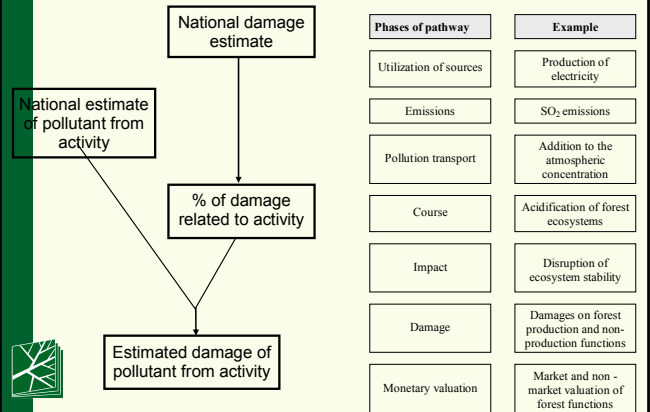 National damage
estimate
National estimate
of pollutant from
activity
% of damage
related to activity
Estimated damage of
pollutant from activity
Phases of pathway
Example
Utilization of sources
Production of
electricity
Emissions
SO₂ emissions
Pollution transport
Addition to the
atmospheric
concentration
Course
Acidification of forest
ecosystems
Impact
Disruption of
ecosystem stability
Damage
Damages on forest
production and non-
production functions
Monetary valuation
Market and non -
market valuation of
forest functions